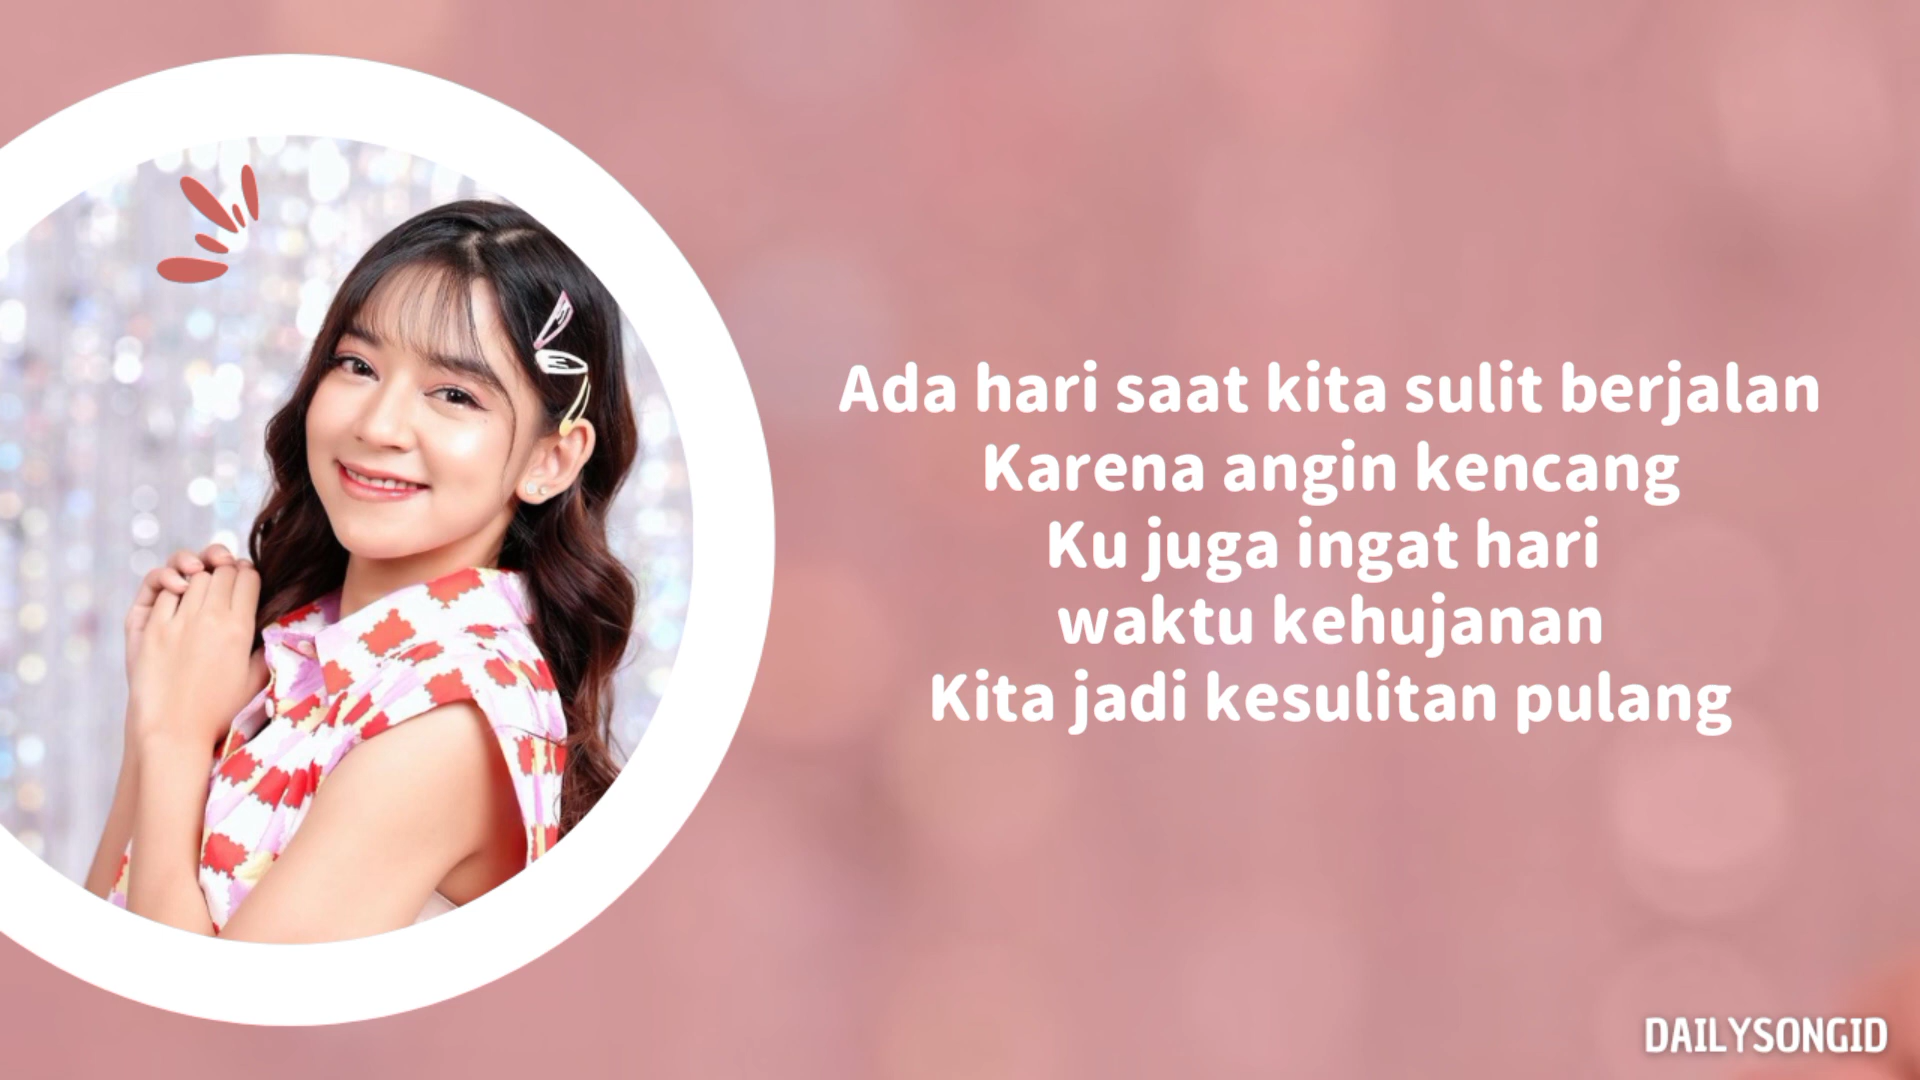 Ada hari saat kita sulit berjalan
Karena angin kencang
Ku juga ingat hari
waktu kehujanan
Kita jadi kesulitan pulang
DAILYSONGID